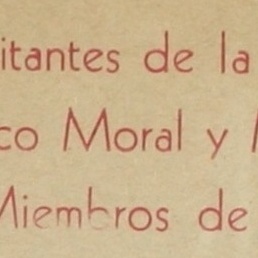 itantes de la
co Moral y
Miembros de